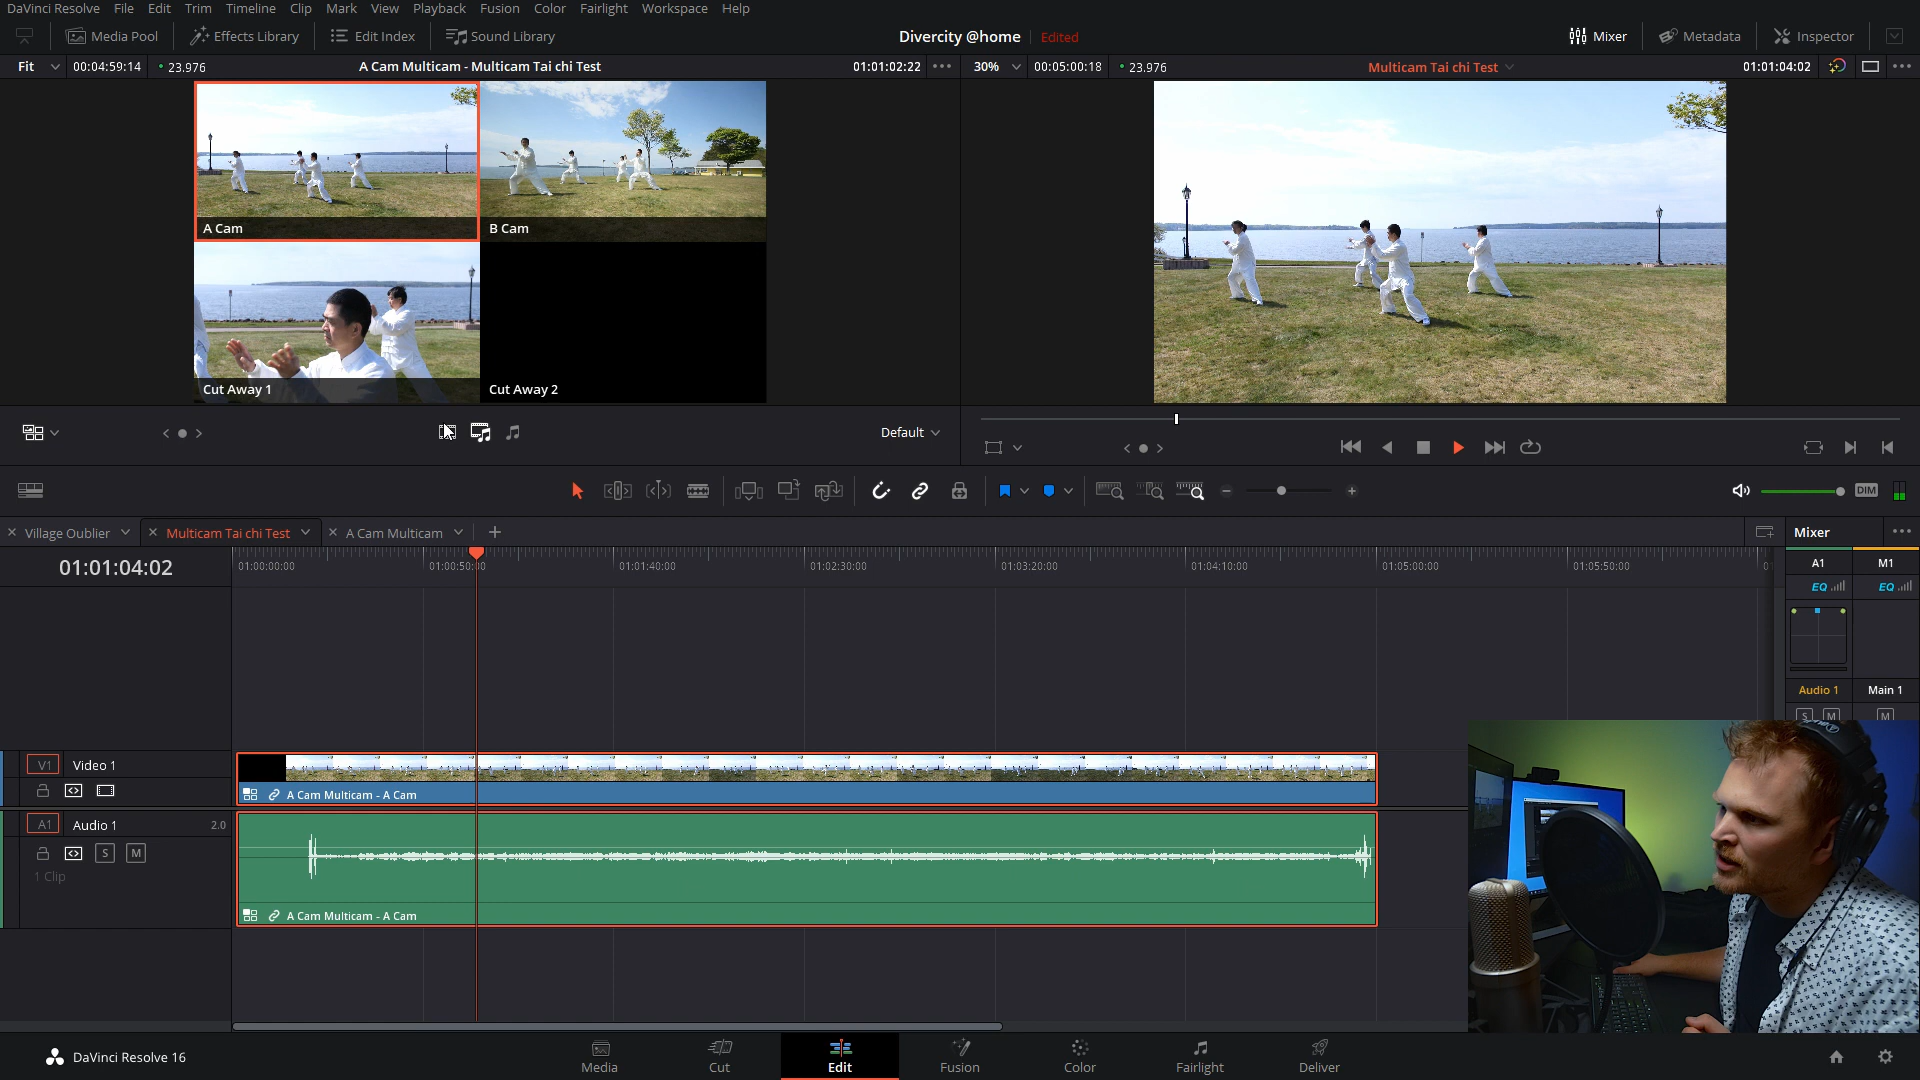 DaVinci Resolve File Edit Trim Timeline Clip Mark View Playback Fusion Color Fairlight Workspace Help
Media Pool Effects Library Edit Index Sound Library Divercity @home Edited Mixer Metadata Inspector
Fit 00:04:59:14 23.976 A Cam Multicam - Multicam Tai chi Test 01:01:02:22 30% 00:05:00:18 23.976 Multicam Tai chi Test 01:01:04:02
A Cam B Cam
Cut Away 1 Cut Away 2
Default
DIM
Village Oublier Multicam Tai chi Test A Cam Multicam Mixer
01:01:04:02 01:00:00:00 01:00:50:00 01:01:40:00 01:02:30:00 01:03:20:00 01:04:10:00 01:05:00:00 01:05:50:00
A1 M1
EQ EQ
Audio 1 Main 1
S M M
V1 Video 1
A Cam Multicam - A Cam
A1 Audio 1 2.0
S M
1 Clip
A Cam Multicam - A Cam
DaVinci Resolve 16 Media Cut Edit Fusion Color Fairlight Deliver